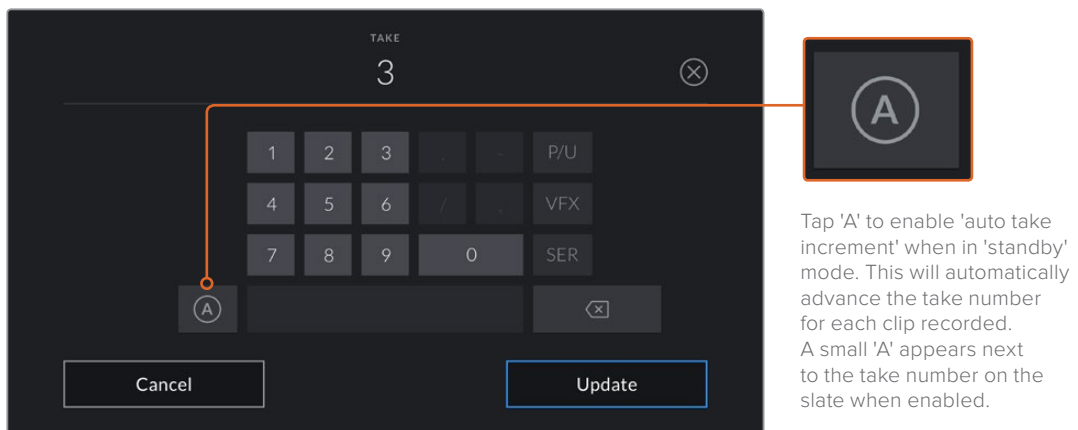 TAKE
3
1 2 3 . - P/U
4 5 6 / , VFX
7 8 9 0 SER
A
Cancel Update
A
Tap 'A' to enable 'auto take
increment' when in 'standby'
mode. This will automatically
advance the take number
for each clip recorded.
A small 'A' appears next
to the take number on the
slate when enabled.